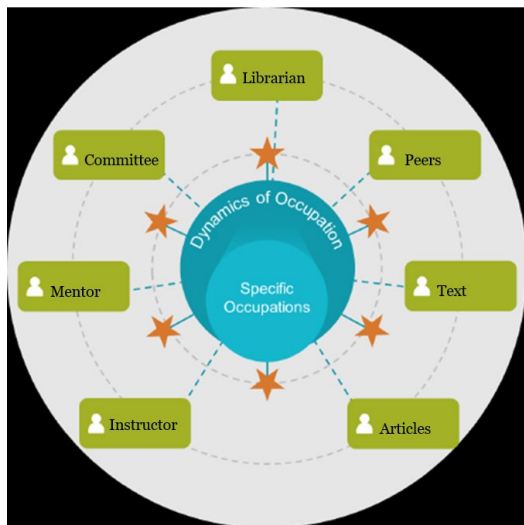 Librarian
Committee
Peers
Dynamics of Occupation
Mentor
Specific
Occupations
Text
Instructor
Articles